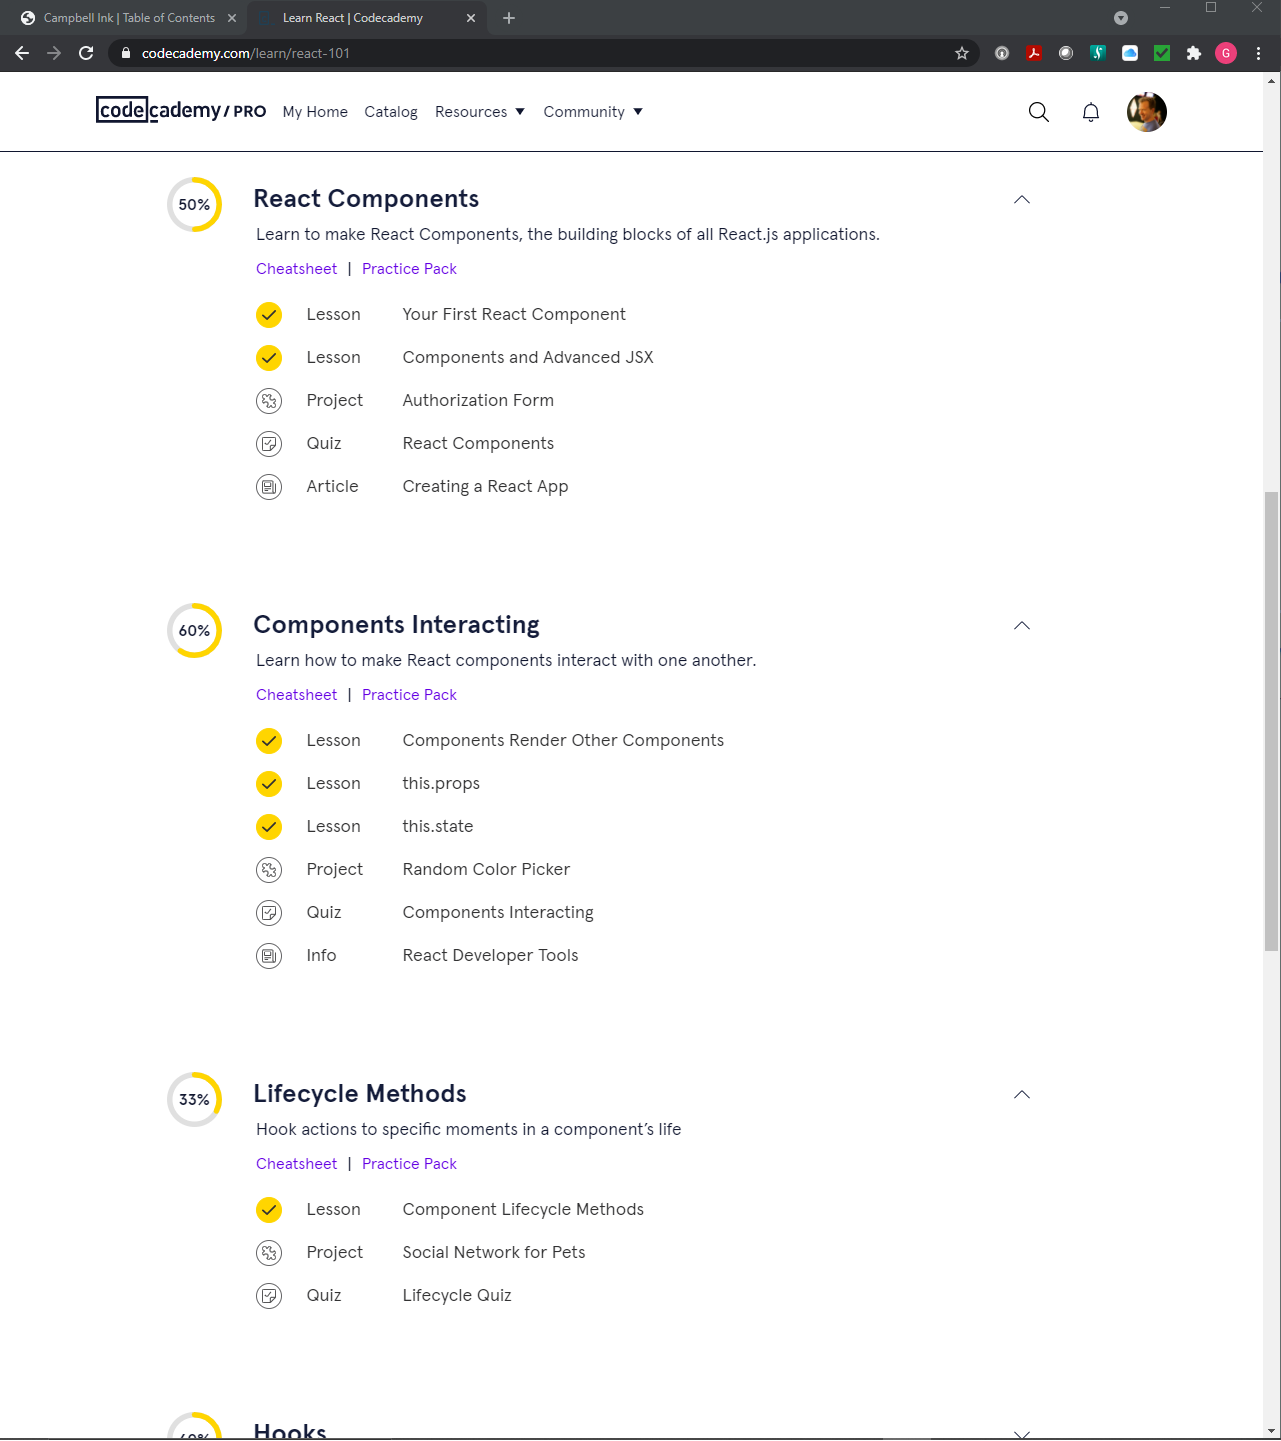 Campbell Ink | Table of Contents
Learn React | Codecademy
codecademy.com/learn/react-101
G
codecademy / PRO My Home Catalog Resources Community
50%
React Components
Learn to make React Components, the building blocks of all React.js applications.
Cheatsheet | Practice Pack
Lesson Your First React Component
Lesson Components and Advanced JSX
Project Authorization Form
Quiz React Components
Article Creating a React App
60%
Components Interacting
Learn how to make React components interact with one another.
Cheatsheet | Practice Pack
Lesson Components Render Other Components
Lesson this.props
Lesson this.state
Project Random Color Picker
Quiz Components Interacting
Info React Developer Tools
33%
Lifecycle Methods
Hook actions to specific moments in a component’s life
Cheatsheet | Practice Pack
Lesson Component Lifecycle Methods
Project Social Network for Pets
Quiz Lifecycle Quiz
Hooks